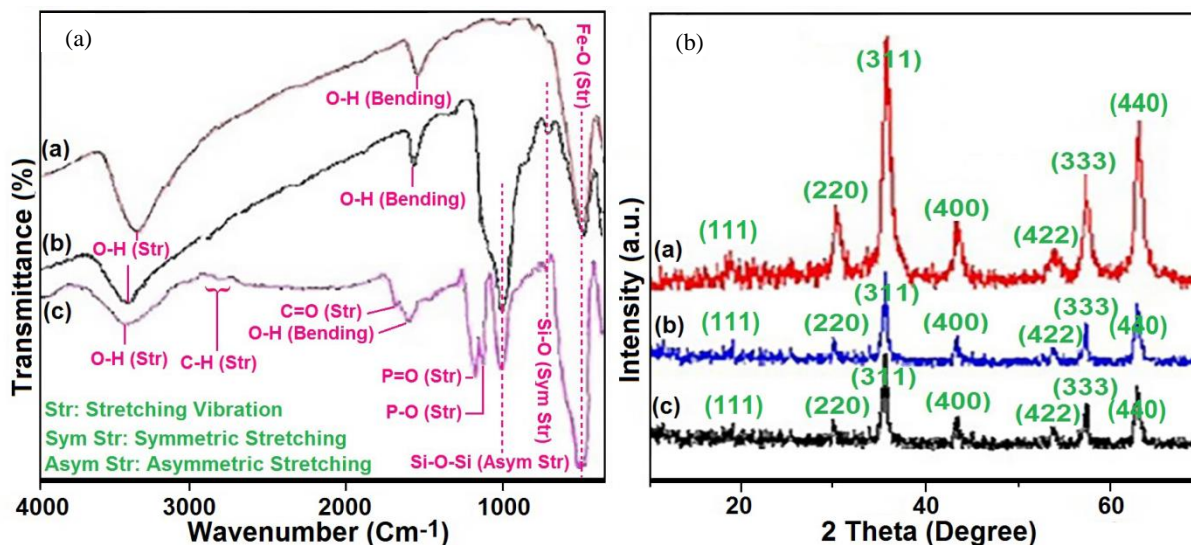 (a)
O-H (Bending)
Fe-O (Str)
(a)
O-H (Bending)
(b)
O-H (Str)
(c)
C=O (Str)
O-H (Bending)
O-H (Str)
C-H (Str)
P=O (Str)
P-O (Str)
Si-O (Sym Str)
Si-O-Si (Asym Str)
Str: Stretching Vibration
Sym Str: Symmetric Stretching
Asym Str: Asymmetric Stretching
Transmittance (%)
4000 3000 2000 1000
Wavenumber (Cm-1)
(b)
(311)
(440)
(220)
(333)
(111)
(400)
(422)
(a)
(311)
(b)
(111)
(220)
(400)
(422)
(333)
(440)
(311)
(c)
(111)
(220)
(400)
(422)
(333)
(440)
Intensity (a.u.)
20 40 60
2 Theta (Degree)